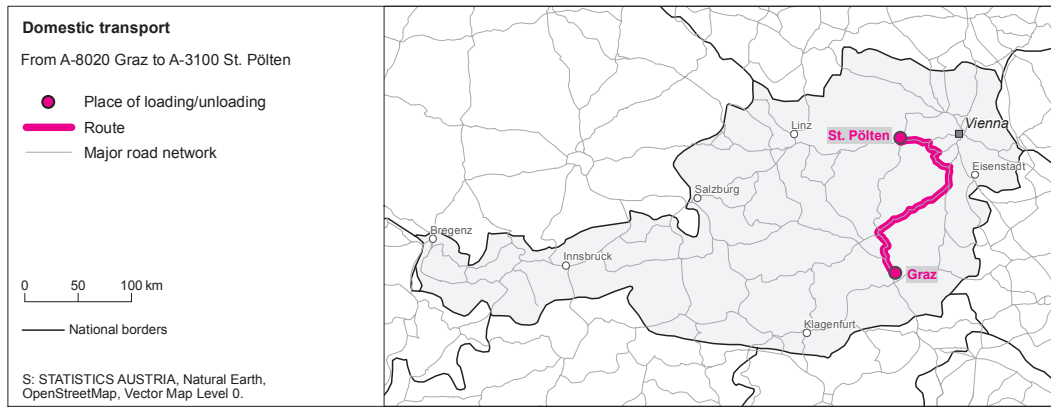 Domestic transport
From A-8020 Graz to A-3100 St. Pölten
Place of loading/unloading
Route
Major road network
0 50 100 km
National borders
S: STATISTICS AUSTRIA, Natural Earth,
OpenStreetMap, Vector Map Level 0.
Linz
St. Pölten
Vienna
Eisenstadt
Salzburg
Bregenz
Innsbruck
Graz
Klagenfurt